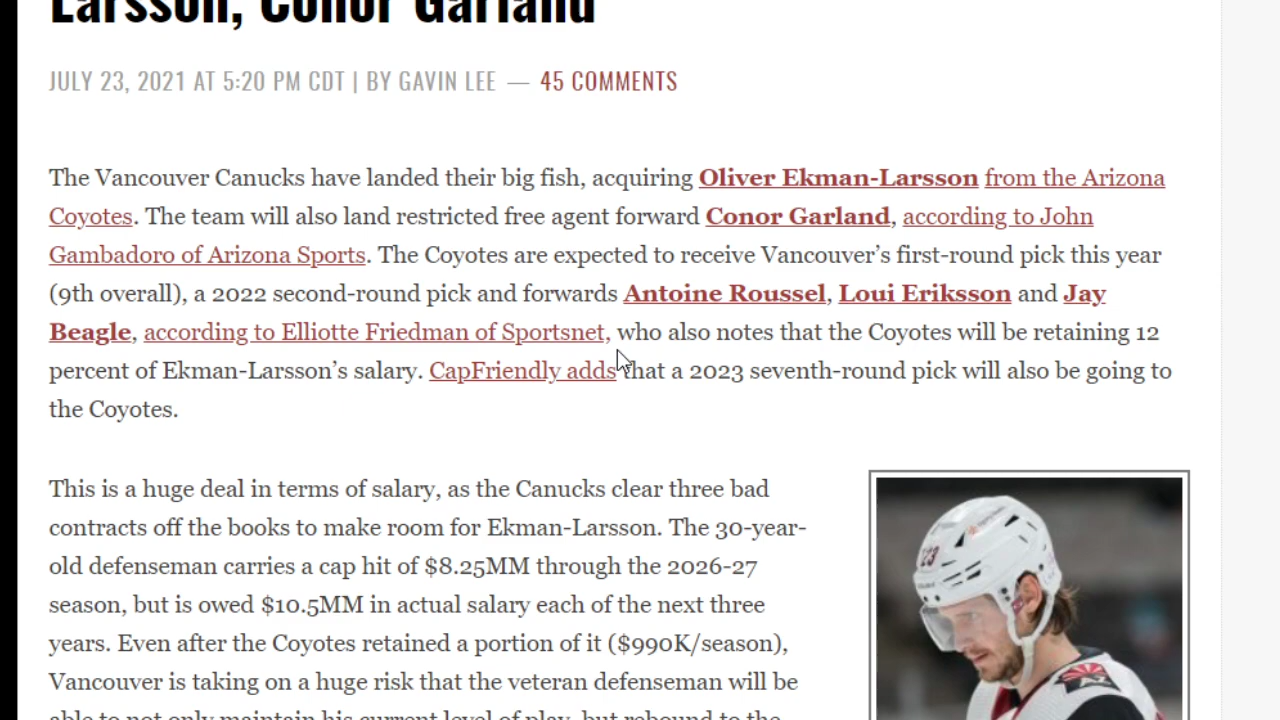 Larsson, Conor Garland
JULY 23, 2021 AT 5:20 PM CDT | BY GAVIN LEE — 45 COMMENTS
The Vancouver Canucks have landed their big fish, acquiring Oliver Ekman-Larsson from the Arizona
Coyotes. The team will also land restricted free agent forward Conor Garland, according to John
Gambadoro of Arizona Sports. The Coyotes are expected to receive Vancouver’s first-round pick this year
(9th overall), a 2022 second-round pick and forwards Antoine Roussel, Loui Eriksson and Jay
Beagle, according to Elliotte Friedman of Sportsnet, who also notes that the Coyotes will be retaining 12
percent of Ekman-Larsson’s salary. CapFriendly adds that a 2023 seventh-round pick will also be going to
the Coyotes.
This is a huge deal in terms of salary, as the Canucks clear three bad
contracts off the books to make room for Ekman-Larsson. The 30-year-
old defenseman carries a cap hit of $8.25MM through the 2026-27
season, but is owed $10.5MM in actual salary each of the next three
years. Even after the Coyotes retained a portion of it ($990K/season),
Vancouver is taking on a huge risk that the veteran defenseman will be
able to not only maintain his current level of play, but rebound to the
23